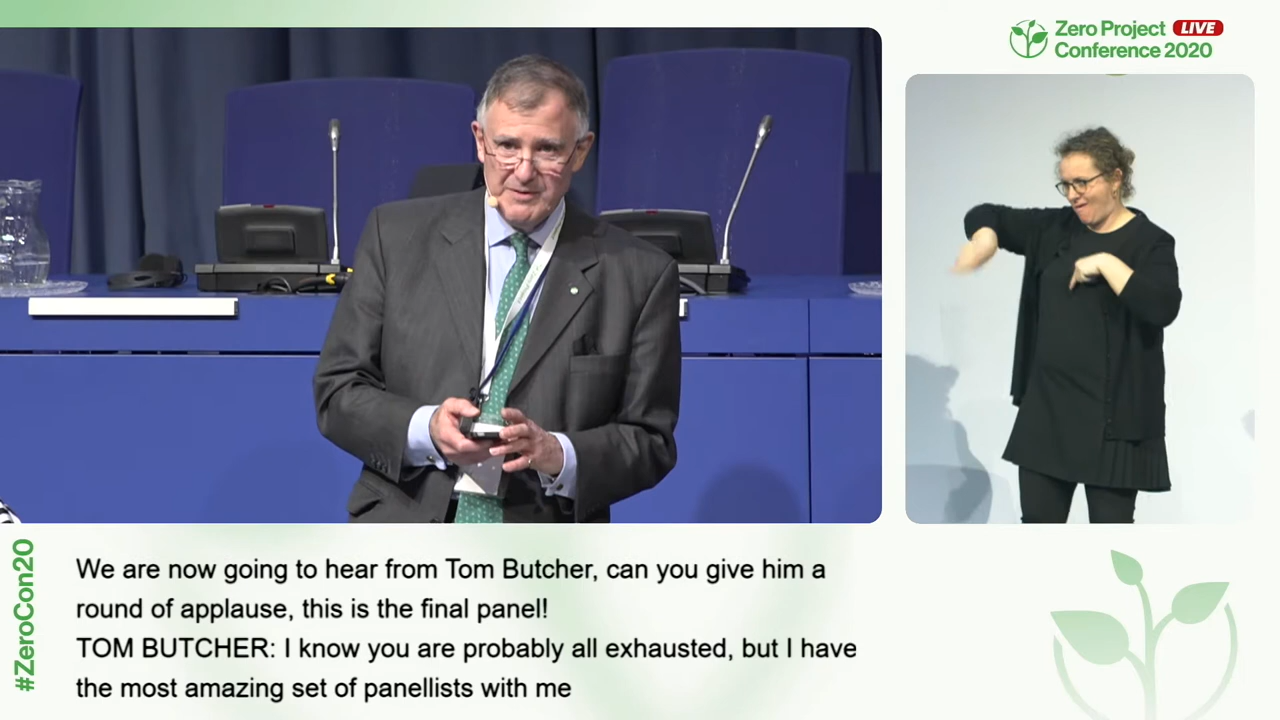 Zero Project LIVE
Conference 2020
#ZeroCon20
We are now going to hear from Tom Butcher, can you give him a
round of applause, this is the final panel!
TOM BUTCHER: I know you are probably all exhausted, but I have
the most amazing set of panellists with me